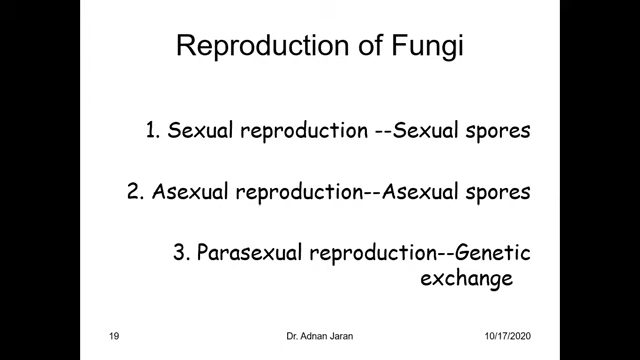 Reproduction of Fungi
1. Sexual reproduction --Sexual spores
2. Asexual reproduction--Asexual spores
3. Parasexual reproduction--Genetic
exchange
19 Dr. Adnan Jaran 10/17/2020